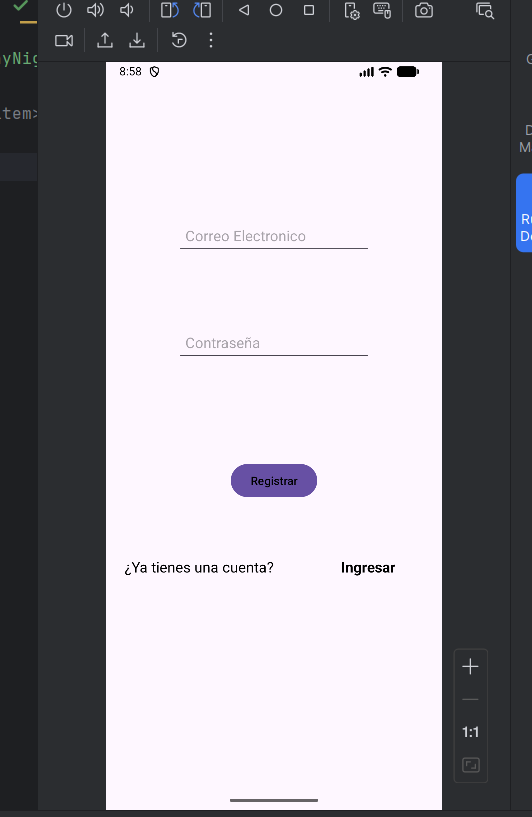 8:58
Correo Electronico
Contraseña
Registrar
¿Ya tienes una cuenta?
Ingresar
1:1